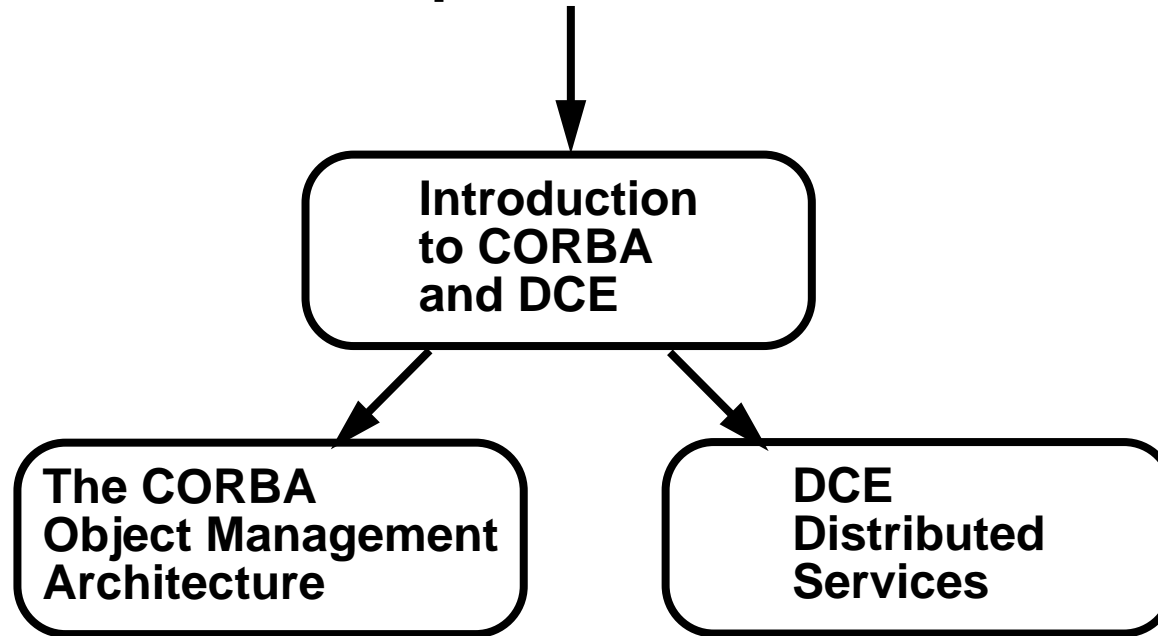 Introduction
to CORBA
and DCE
The CORBA
Object Management
Architecture
DCE
Distributed
Services